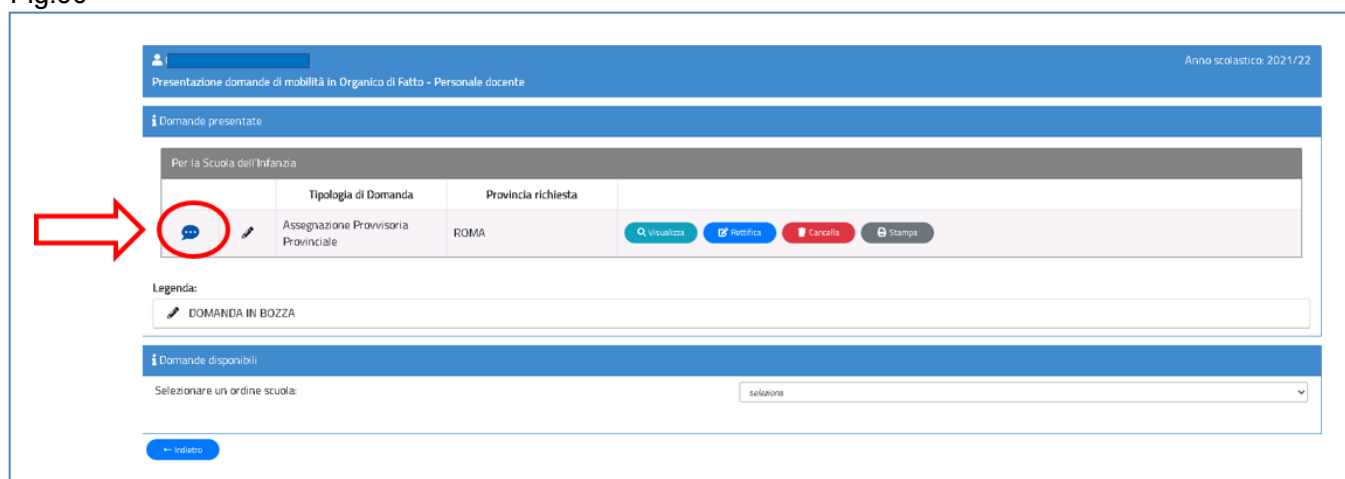 Presentazione domande di mobilità in Organico di Fatto - Personale docente
Anno scolastico: 2021/22
Domande presentate
Per la Scuola dell'Infanzia
Tipologia di Domanda Provincia richiesta
Assegnazione Provvisoria
Provinciale
ROMA
Visualizza Rettifica Cancella Stampa
Legenda:
DOMANDA IN BOZZA
Domande disponibili
Selezionare un ordine scuola:
seleziona
← Indietro